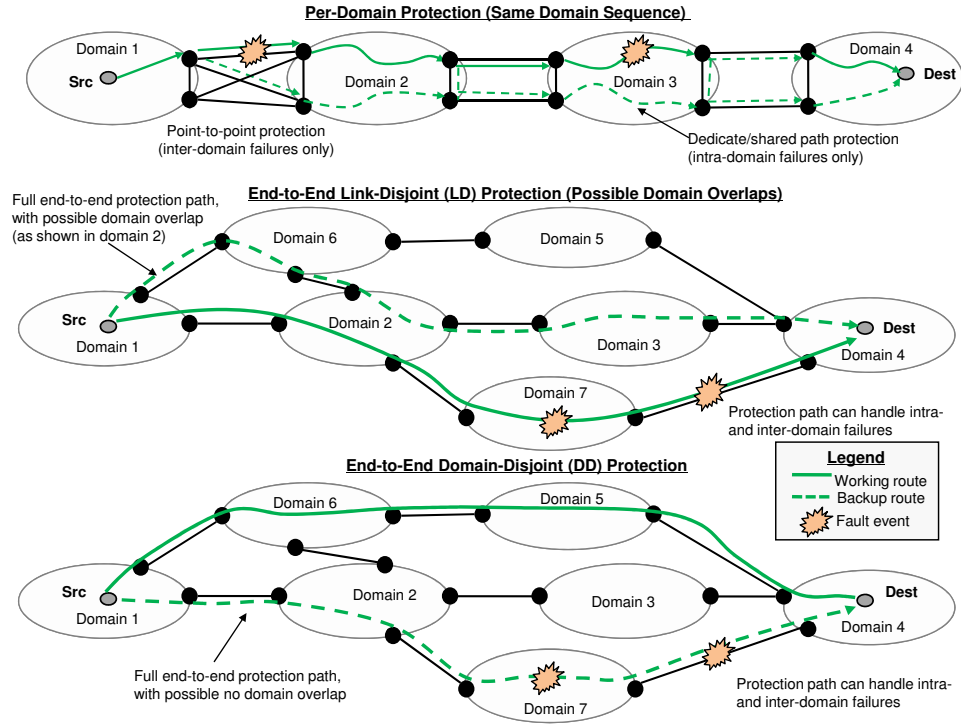 Per-Domain Protection (Same Domain Sequence)
Domain 1
Src
Domain 2
Domain 3
Domain 4
Dest
Point-to-point protection
(inter-domain failures only)
Dedicate/shared path protection
(intra-domain failures only)
End-to-End Link-Disjoint (LD) Protection (Possible Domain Overlaps)
Full end-to-end protection path,
with possible domain overlap
(as shown in domain 2)
Domain 6
Domain 5
Src
Domain 1
Domain 2
Domain 3
Dest
Domain 4
Domain 7
Protection path can handle intra-
and inter-domain failures
Legend
Working route
Backup route
Fault event
End-to-End Domain-Disjoint (DD) Protection
Domain 6
Domain 5
Src
Domain 1
Domain 2
Domain 3
Dest
Domain 4
Full end-to-end protection path,
with possible no domain overlap
Domain 7
Protection path can handle intra-
and inter-domain failures